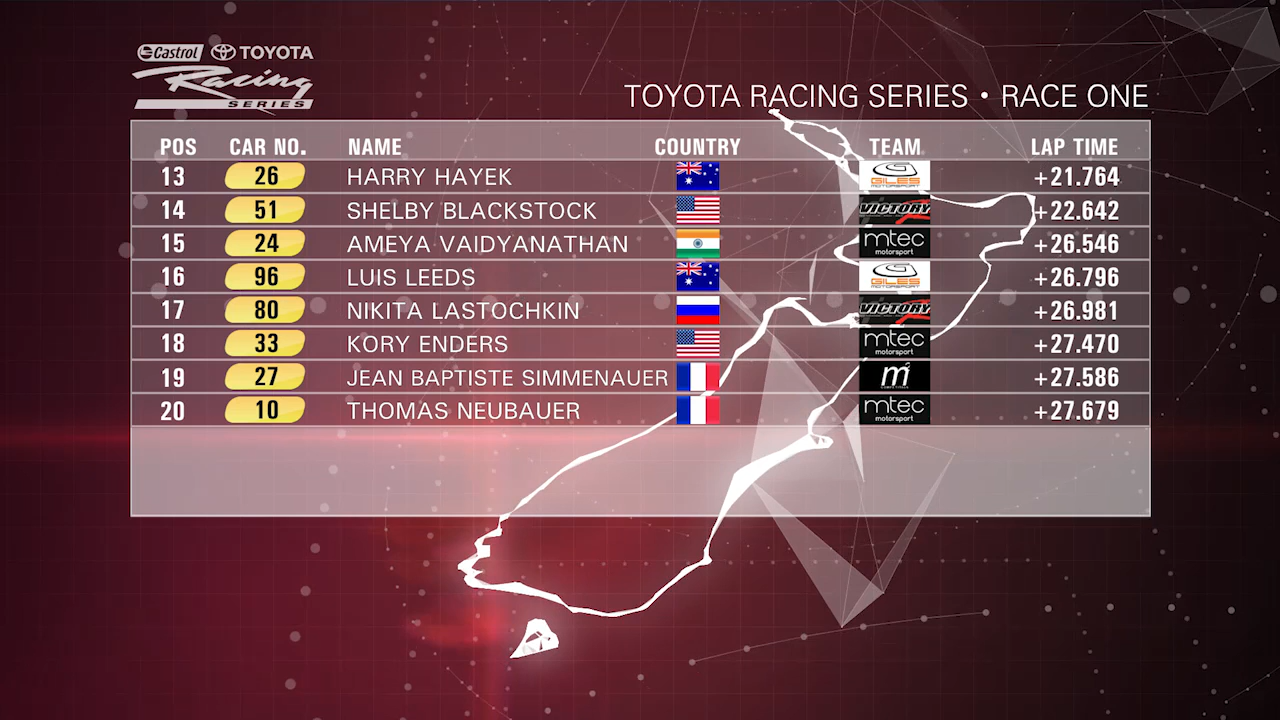 Castrol TOYOTA
Racing
SERIES
TOYOTA RACING SERIES • RACE ONE
POS CAR NO. NAME COUNTRY TEAM LAP TIME
13 26 HARRY HAYEK GILES MOTORSPORT +21.764
14 51 SHELBY BLACKSTOCK VICTORY +22.642
15 24 AMEYA VAIDYANATHAN mtec motorsport +26.546
16 96 LUIS LEEDS GILES MOTORSPORT +26.796
17 80 NIKITA LASTOCHKIN VICTORY +26.981
18 33 KORY ENDERS mtec motorsport +27.470
19 27 JEAN BAPTISTE SIMMENAUER m +27.586
20 10 THOMAS NEUBAUER mtec motorsport +27.679